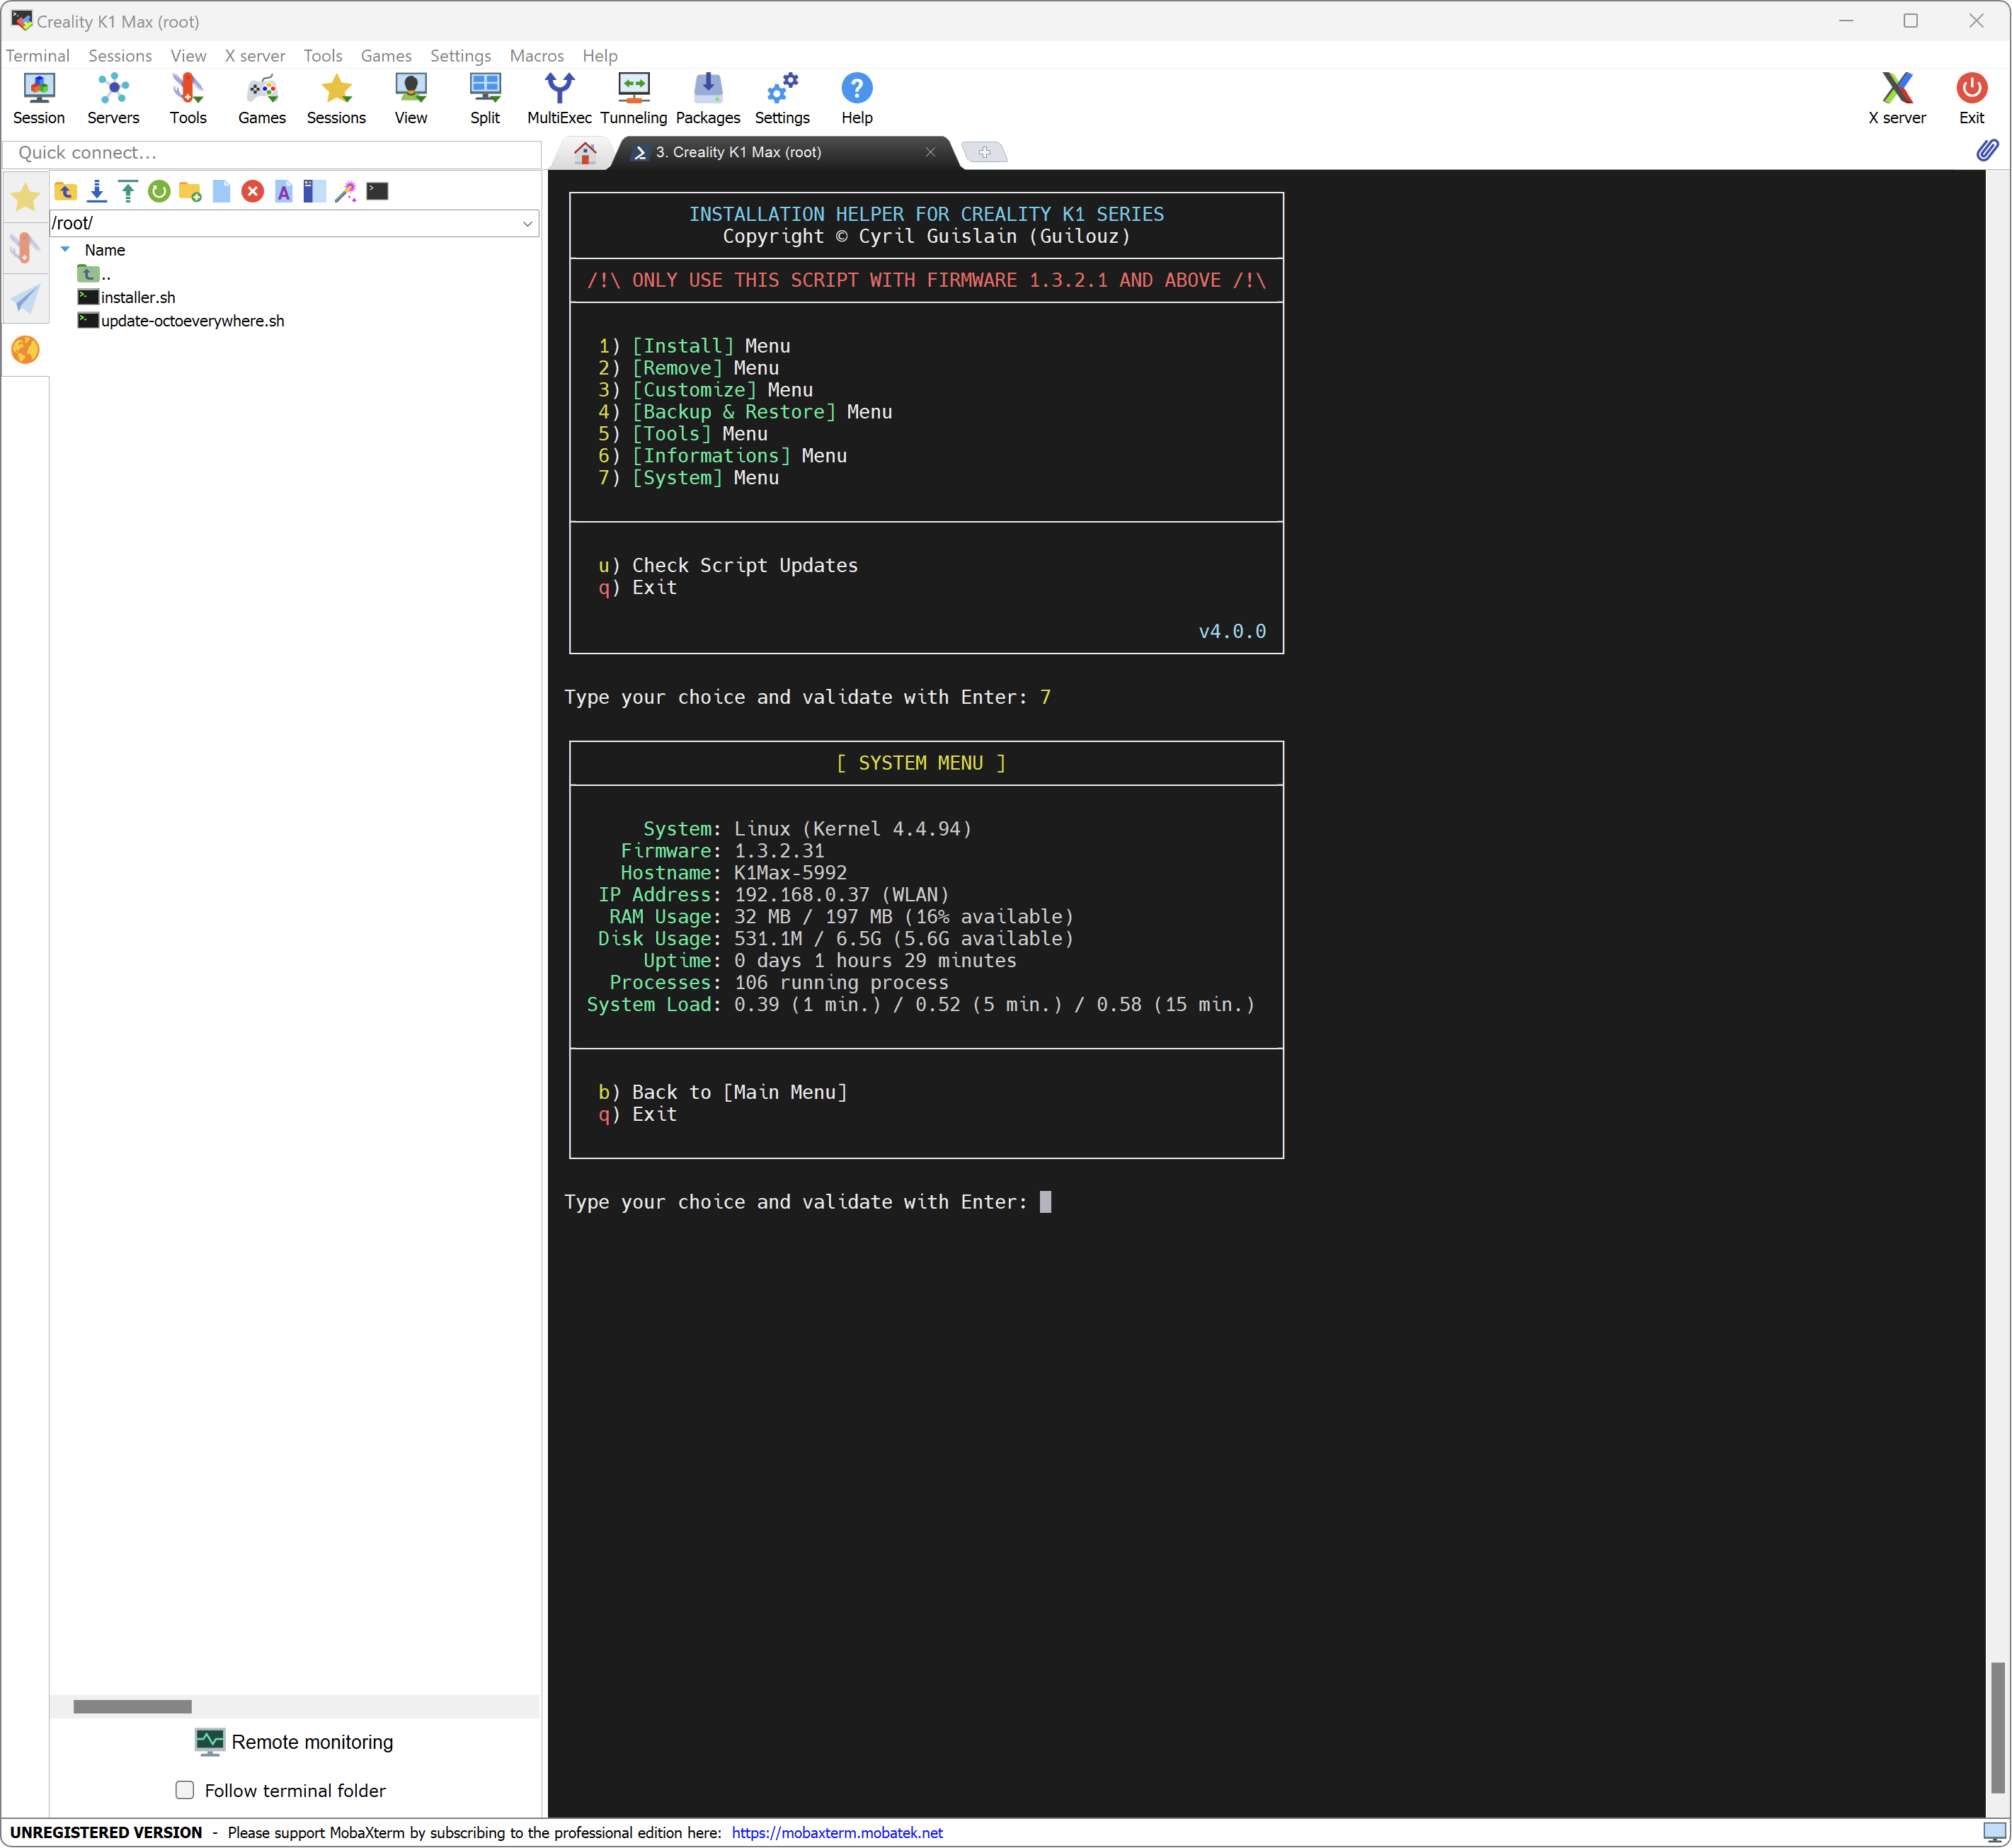 Creality K1 Max (root)
Terminal Sessions View X server Tools Games Settings Macros Help
Session Servers Tools Games Sessions View Split MultiExec Tunneling Packages Settings Help X server Exit
Quick connect...
3. Creality K1 Max (root)
/root/
Name
..
installer.sh
update-octoeverywhere.sh
INSTALLATION HELPER FOR CREALITY K1 SERIES
Copyright © Cyril Guislain (Guilouz)
/!\ ONLY USE THIS SCRIPT WITH FIRMWARE 1.3.2.1 AND ABOVE /!\
1) [Install] Menu
2) [Remove] Menu
3) [Customize] Menu
4) [Backup & Restore] Menu
5) [Tools] Menu
6) [Informations] Menu
7) [System] Menu
u) Check Script Updates
q) Exit
v4.0.0
Type your choice and validate with Enter: 7
[ SYSTEM MENU ]
System: Linux (Kernel 4.4.94)
Firmware: 1.3.2.31
Hostname: K1Max-5992
IP Address: 192.168.0.37 (WLAN)
RAM Usage: 32 MB / 197 MB (16% available)
Disk Usage: 531.1M / 6.5G (5.6G available)
Uptime: 0 days 1 hours 29 minutes
Processes: 106 running process
System Load: 0.39 (1 min.) / 0.52 (5 min.) / 0.58 (15 min.)
b) Back to [Main Menu]
q) Exit
Type your choice and validate with Enter:
Remote monitoring
Follow terminal folder
UNREGISTERED VERSION - Please support MobaXterm by subscribing to the professional edition here: https://mobaxterm.mobatek.net